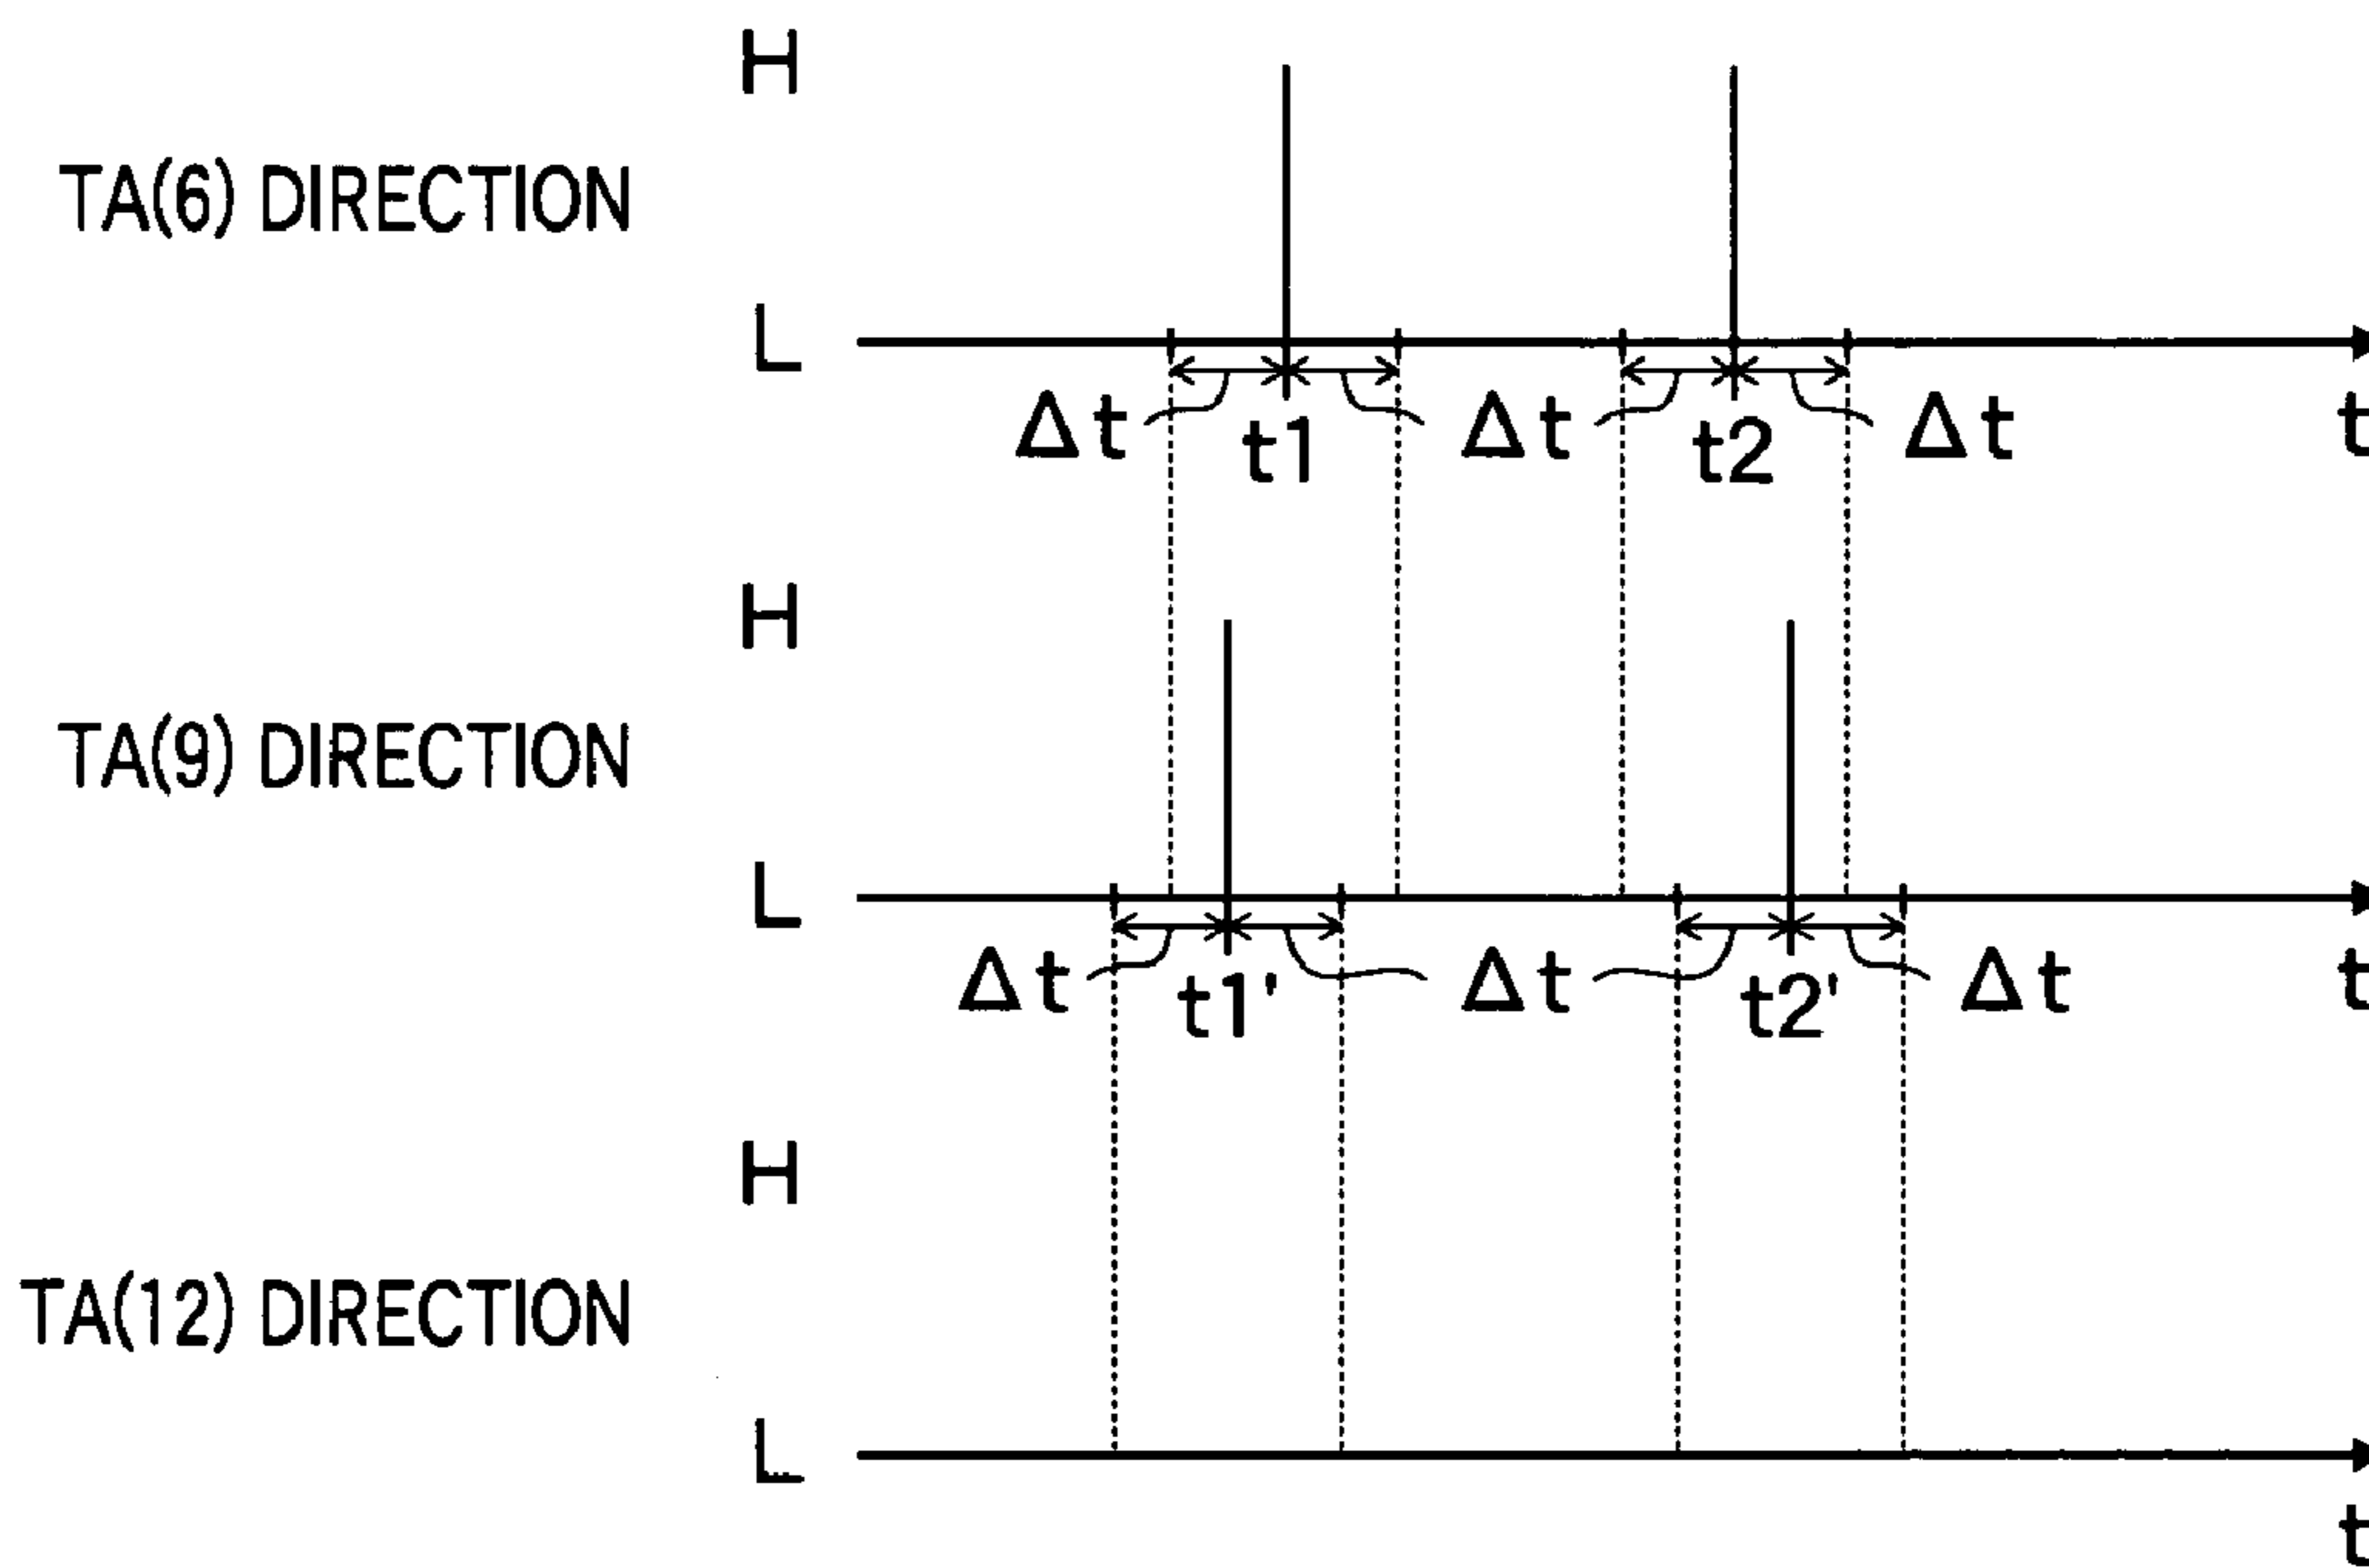 H
TA(6) DIRECTION
L
Δt t1 Δt t2 Δt t
H
TA(9) DIRECTION
L
Δt t1' Δt t2' Δt t
H
TA(12) DIRECTION
L
t